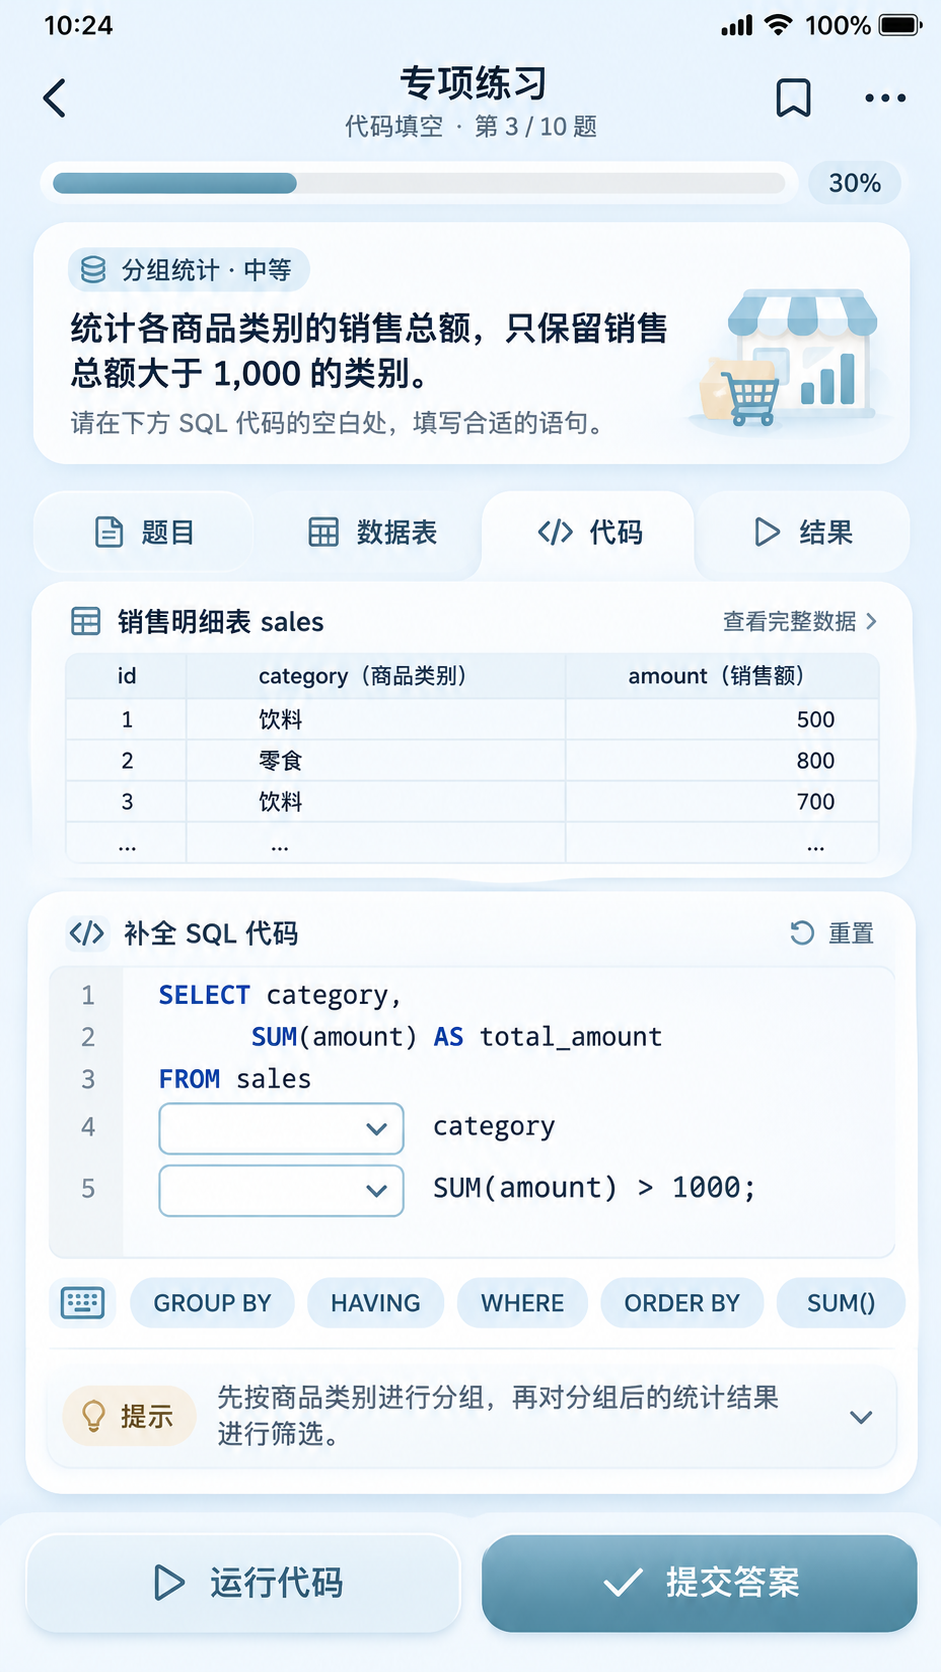 10:24
100%
专项练习
代码填空 · 第 3 / 10 题
30%
分组统计 · 中等
统计各商品类别的销售总额，只保留销售
总额大于 1,000 的类别。
请在下方 SQL 代码的空白处，填写合适的语句。
题目
数据表
</> 代码
结果
销售明细表 sales
查看完整数据 >
id category（商品类别） amount（销售额）
1 饮料 500
2 零食 800
3 饮料 700
... ... ...
</> 补全 SQL 代码
重置
1 SELECT category,
2 SUM(amount) AS total_amount
3 FROM sales
4 category
5 SUM(amount) > 1000;
GROUP BY HAVING WHERE ORDER BY SUM()
提示
先按商品类别进行分组，再对分组后的统计结果
进行筛选。
运行代码
提交答案